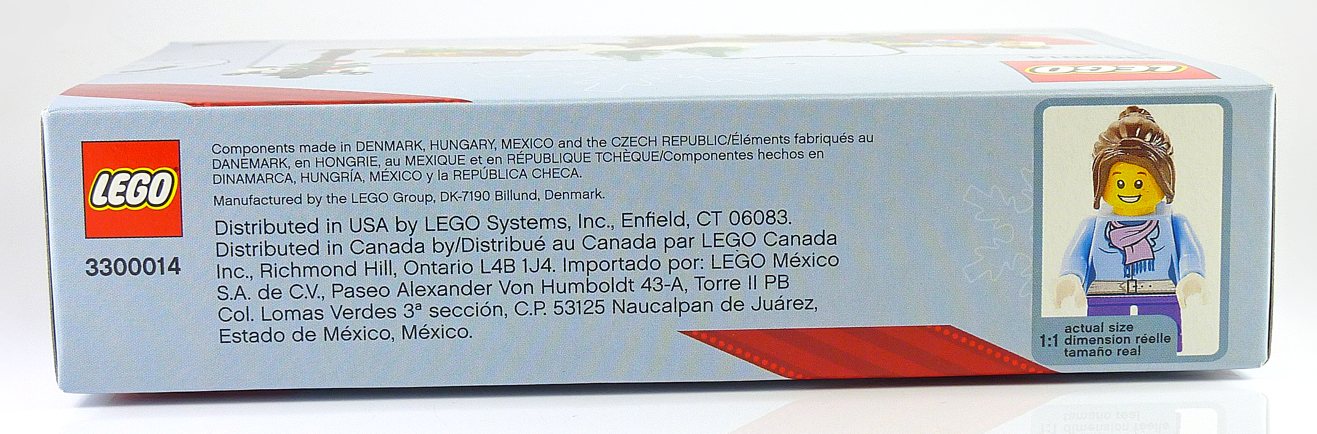 LEGO
LEGO
3300014
Components made in DENMARK, HUNGARY, MEXICO and the CZECH REPUBLIC/Éléments fabriqués au
DANEMARK, en HONGRIE, au MEXIQUE et en RÉPUBLIQUE TCHÈQUE/Componentes hechos en
DINAMARCA, HUNGRÍA, MÉXICO y la REPÚBLICA CHECA.
Manufactured by the LEGO Group, DK-7190 Billund, Denmark.
Distributed in USA by LEGO Systems, Inc., Enfield, CT 06083.
Distributed in Canada by/Distribué au Canada par LEGO Canada
Inc., Richmond Hill, Ontario L4B 1J4. Importado por: LEGO México
S.A. de C.V., Paseo Alexander Von Humboldt 43-A, Torre II PB
Col. Lomas Verdes 3ª sección, C.P. 53125 Naucalpan de Juárez,
Estado de México, México.
1:1 actual size
dimension réelle
tamaño real